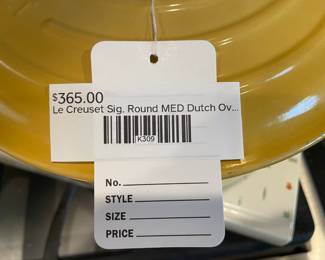 $365.00
Le Creuset Sig. Round MED Dutch Ov...
K309
No.
STYLE
SIZE
PRICE